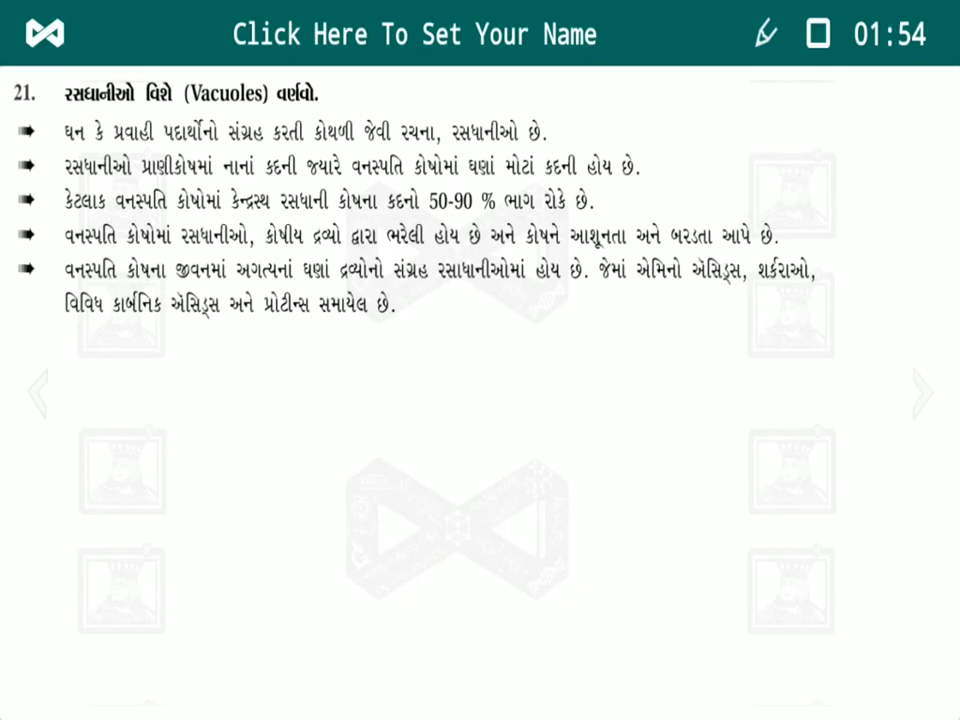 Click Here To Set Your Name 01:54
21. રસધાનીઓ વિશે (Vacuoles) વર્ણવો.
➠ ઘન કે પ્રવાહી પદાર્થોનો સંગ્રહ કરતી કોથળી જેવી રચના, રસધાનીઓ છે.
➠ રસધાનીઓ પ્રાણીકોષમાં નાનાં કદની જ્યારે વનસ્પતિ કોષોમાં ઘણાં મોટાં કદની હોય છે.
➠ કેટલાક વનસ્પતિ કોષોમાં કેન્દ્રસ્થ રસધાની કોષના કદનો 50-90 % ભાગ રોકે છે.
➠ વનસ્પતિ કોષોમાં રસધાનીઓ, કોષીય દ્રવ્યો દ્વારા ભરેલી હોય છે અને કોષને આશૂનતા અને બરડતા આપે છે.
➠ વનસ્પતિ કોષના જીવનમાં અગત્યનાં ઘણાં દ્રવ્યોનો સંગ્રહ રસાધાનીઓમાં હોય છે. જેમાં એમિનો ઍસિડ્સ, શર્કરાઓ,
વિવિધ કાર્બનિક ઍસિડ્સ અને પ્રોટીન્સ સમાયેલ છે.